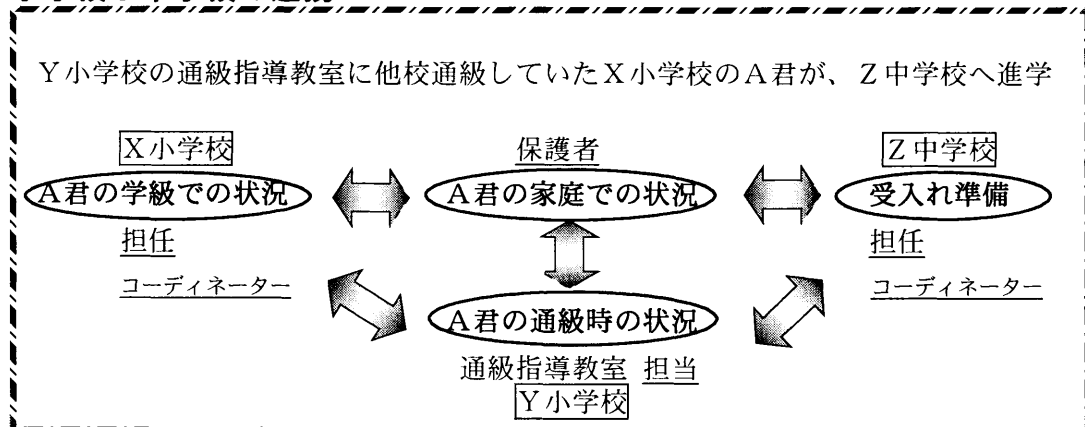 Y小学校の通級指導教室に他校通級していたX小学校のA君が、Z中学校へ進学
X小学校 保護者 Z中学校
A君の学級での状況 A君の家庭での状況 受入れ準備
担任 担任
コーディネーター コーディネーター
A君の通級時の状況
通級指導教室 担当
Y小学校